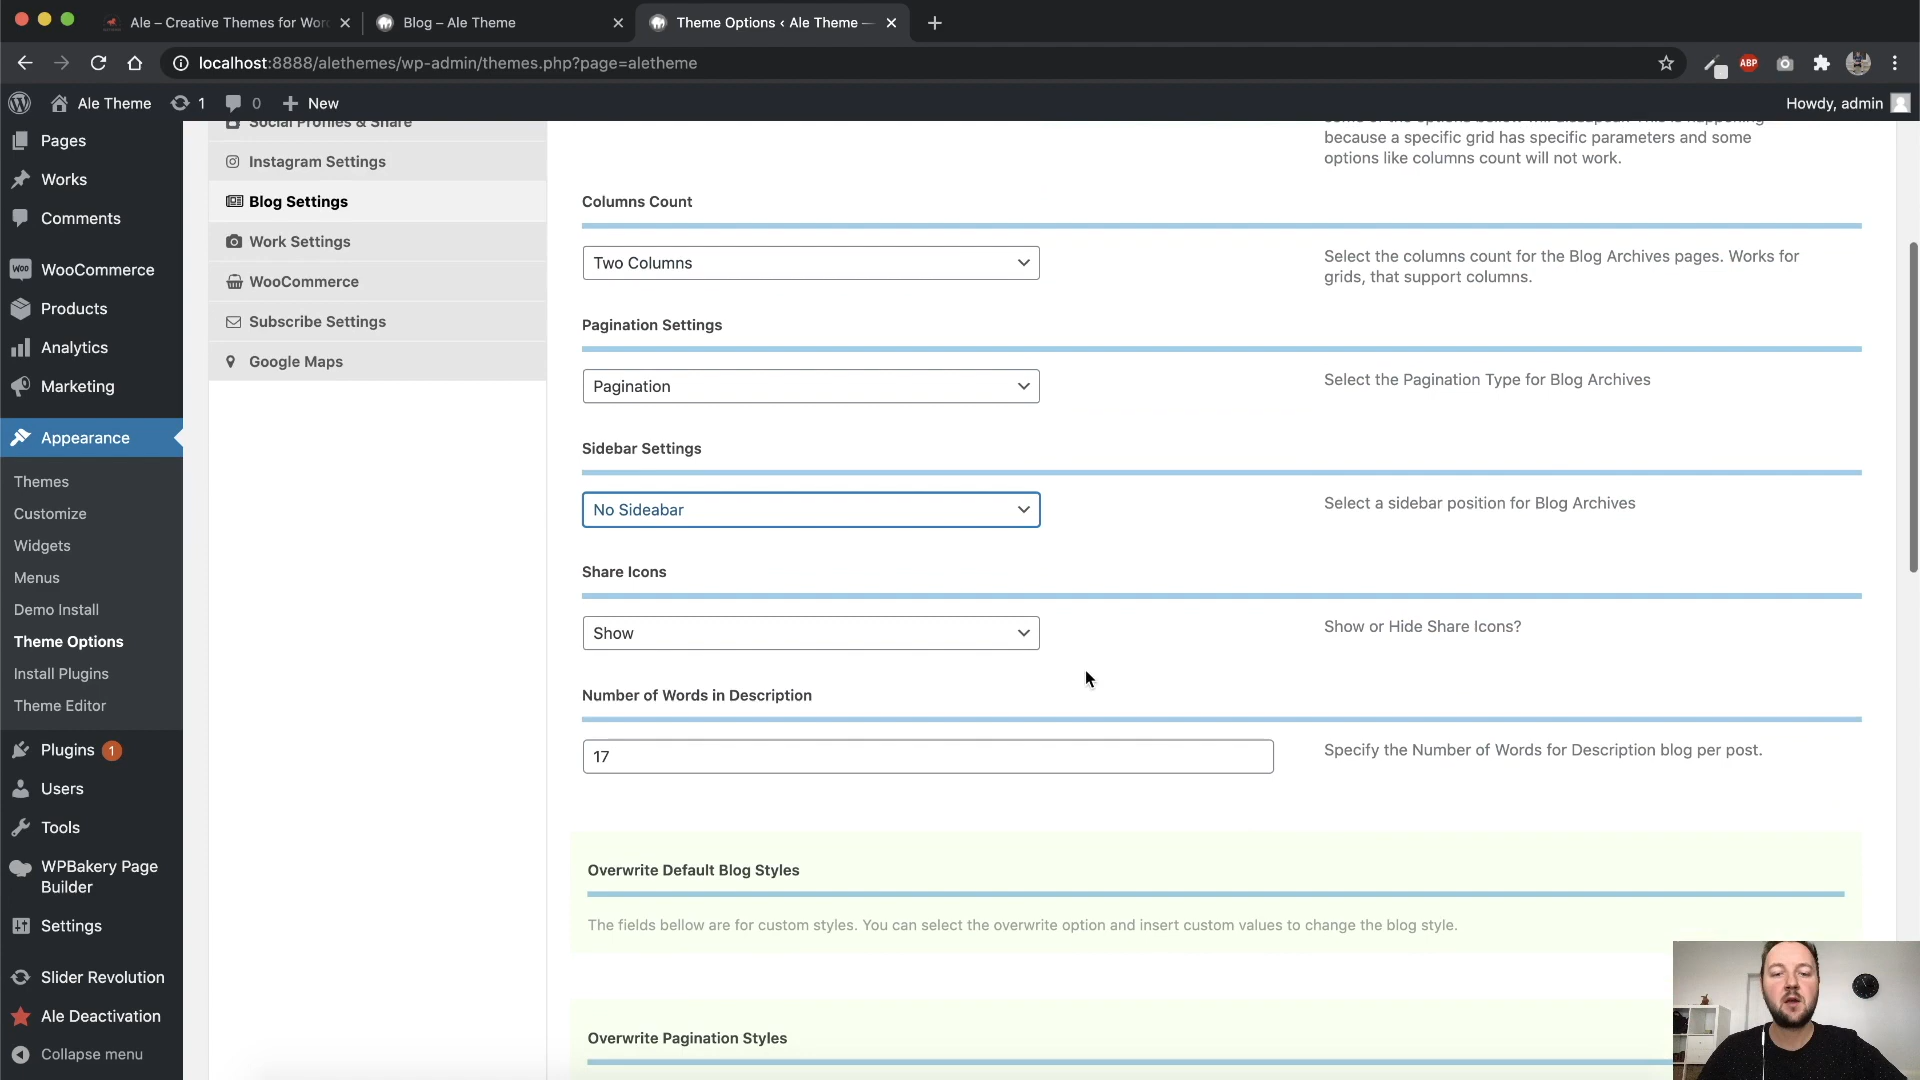 Ale – Creative Themes for Wor
Blog – Ale Theme
Theme Options ‹ Ale Theme —
localhost:8888/alethemes/wp-admin/themes.php?page=aletheme
ABP
Ale Theme
1
0
New
Howdy, admin
Pages
Works
Comments
WooCommerce
Products
Analytics
Marketing
Appearance
Themes
Customize
Widgets
Menus
Demo Install
Theme Options
Install Plugins
Theme Editor
Plugins 1
Users
Tools
WPBakery Page
Builder
Settings
Slider Revolution
Ale Deactivation
Collapse menu
Social Profiles & Share
Instagram Settings
Blog Settings
Work Settings
WooCommerce
Subscribe Settings
Google Maps
because a specific grid has specific parameters and some
options like columns count will not work.
Columns Count
Two Columns
Select the columns count for the Blog Archives pages. Works for
grids, that support columns.
Pagination Settings
Pagination
Select the Pagination Type for Blog Archives
Sidebar Settings
No Sideabar
Select a sidebar position for Blog Archives
Share Icons
Show
Show or Hide Share Icons?
Number of Words in Description
17
Specify the Number of Words for Description blog per post.
Overwrite Default Blog Styles
The fields bellow are for custom styles. You can select the overwrite option and insert custom values to change the blog style.
Overwrite Pagination Styles